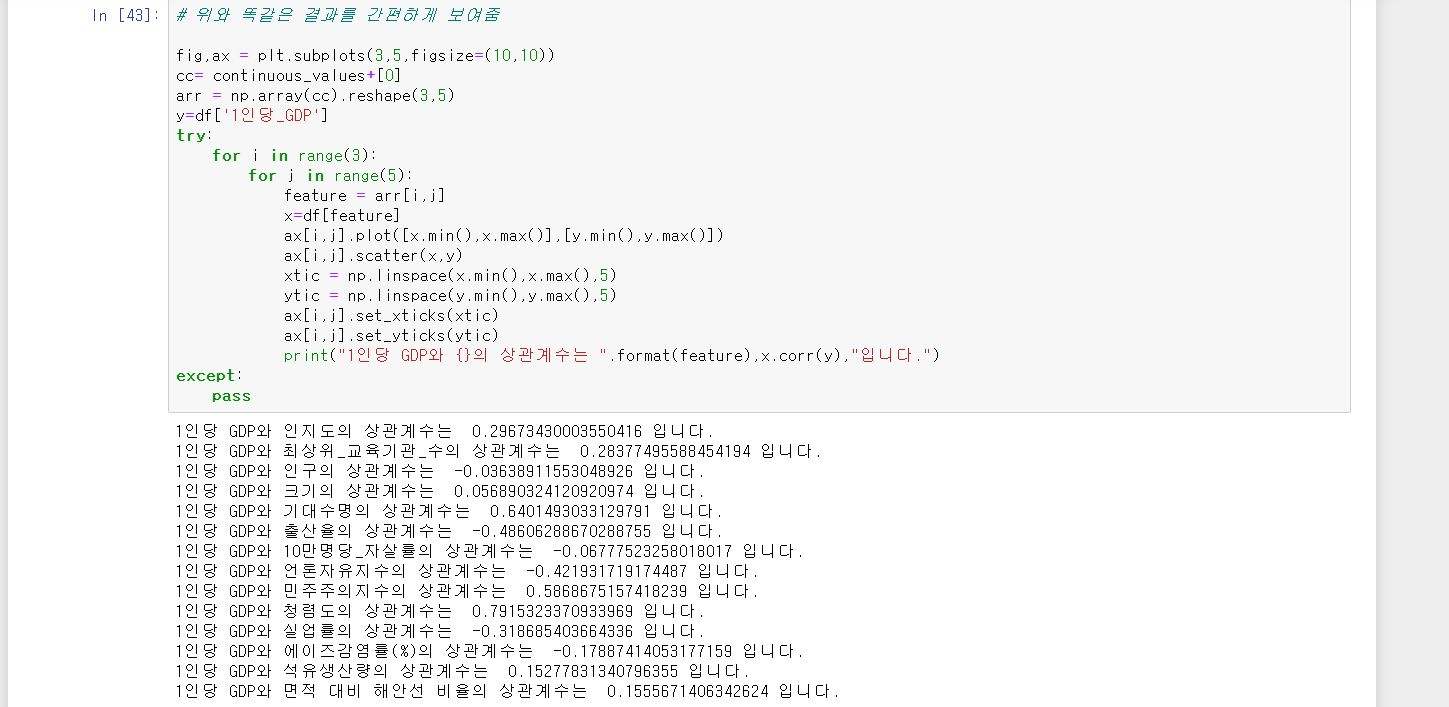 In [43]: # 위와 똑같은 결과를 간편하게 보여줌
fig,ax = plt.subplots(3,5,figsize=(10,10))
cc= continuous_values+[0]
arr = np.array(cc).reshape(3,5)
y=df['1인당_GDP']
try:
    for i in range(3):
        for j in range(5):
            feature = arr[i,j]
            x=df[feature]
            ax[i,j].plot([x.min(),x.max()],[y.min(),y.max()])
            ax[i,j].scatter(x,y)
            xtic = np.linspace(x.min(),x.max(),5)
            ytic = np.linspace(y.min(),y.max(),5)
            ax[i,j].set_xticks(xtic)
            ax[i,j].set_yticks(ytic)
            print("1인당 GDP와 {}의 상관계수는 ".format(feature),x.corr(y),"입니다.")
except:
    pass
1인당 GDP와 인지도의 상관계수는  0.29673430003550416 입니다.
1인당 GDP와 최상위_교육기관_수의 상관계수는  0.28377495588454194 입니다.
1인당 GDP와 인구의 상관계수는  -0.03638911553048926 입니다.
1인당 GDP와 크기의 상관계수는  0.056890324120920974 입니다.
1인당 GDP와 기대수명의 상관계수는  0.6401493033129791 입니다.
1인당 GDP와 출산율의 상관계수는  -0.48606288670288755 입니다.
1인당 GDP와 10만명당_자살률의 상관계수는  -0.06777523258018017 입니다.
1인당 GDP와 언론자유지수의 상관계수는  -0.421931719174487 입니다.
1인당 GDP와 민주주의지수의 상관계수는  0.5868675157418239 입니다.
1인당 GDP와 청렴도의 상관계수는  0.7915323370933969 입니다.
1인당 GDP와 실업률의 상관계수는  -0.318685403664336 입니다.
1인당 GDP와 에이즈감염률(%)의 상관계수는  -0.17887414053177159 입니다.
1인당 GDP와 석유생산량의 상관계수는  0.15277831340796355 입니다.
1인당 GDP와 면적 대비 해안선 비율의 상관계수는  0.1555671406342624 입니다.